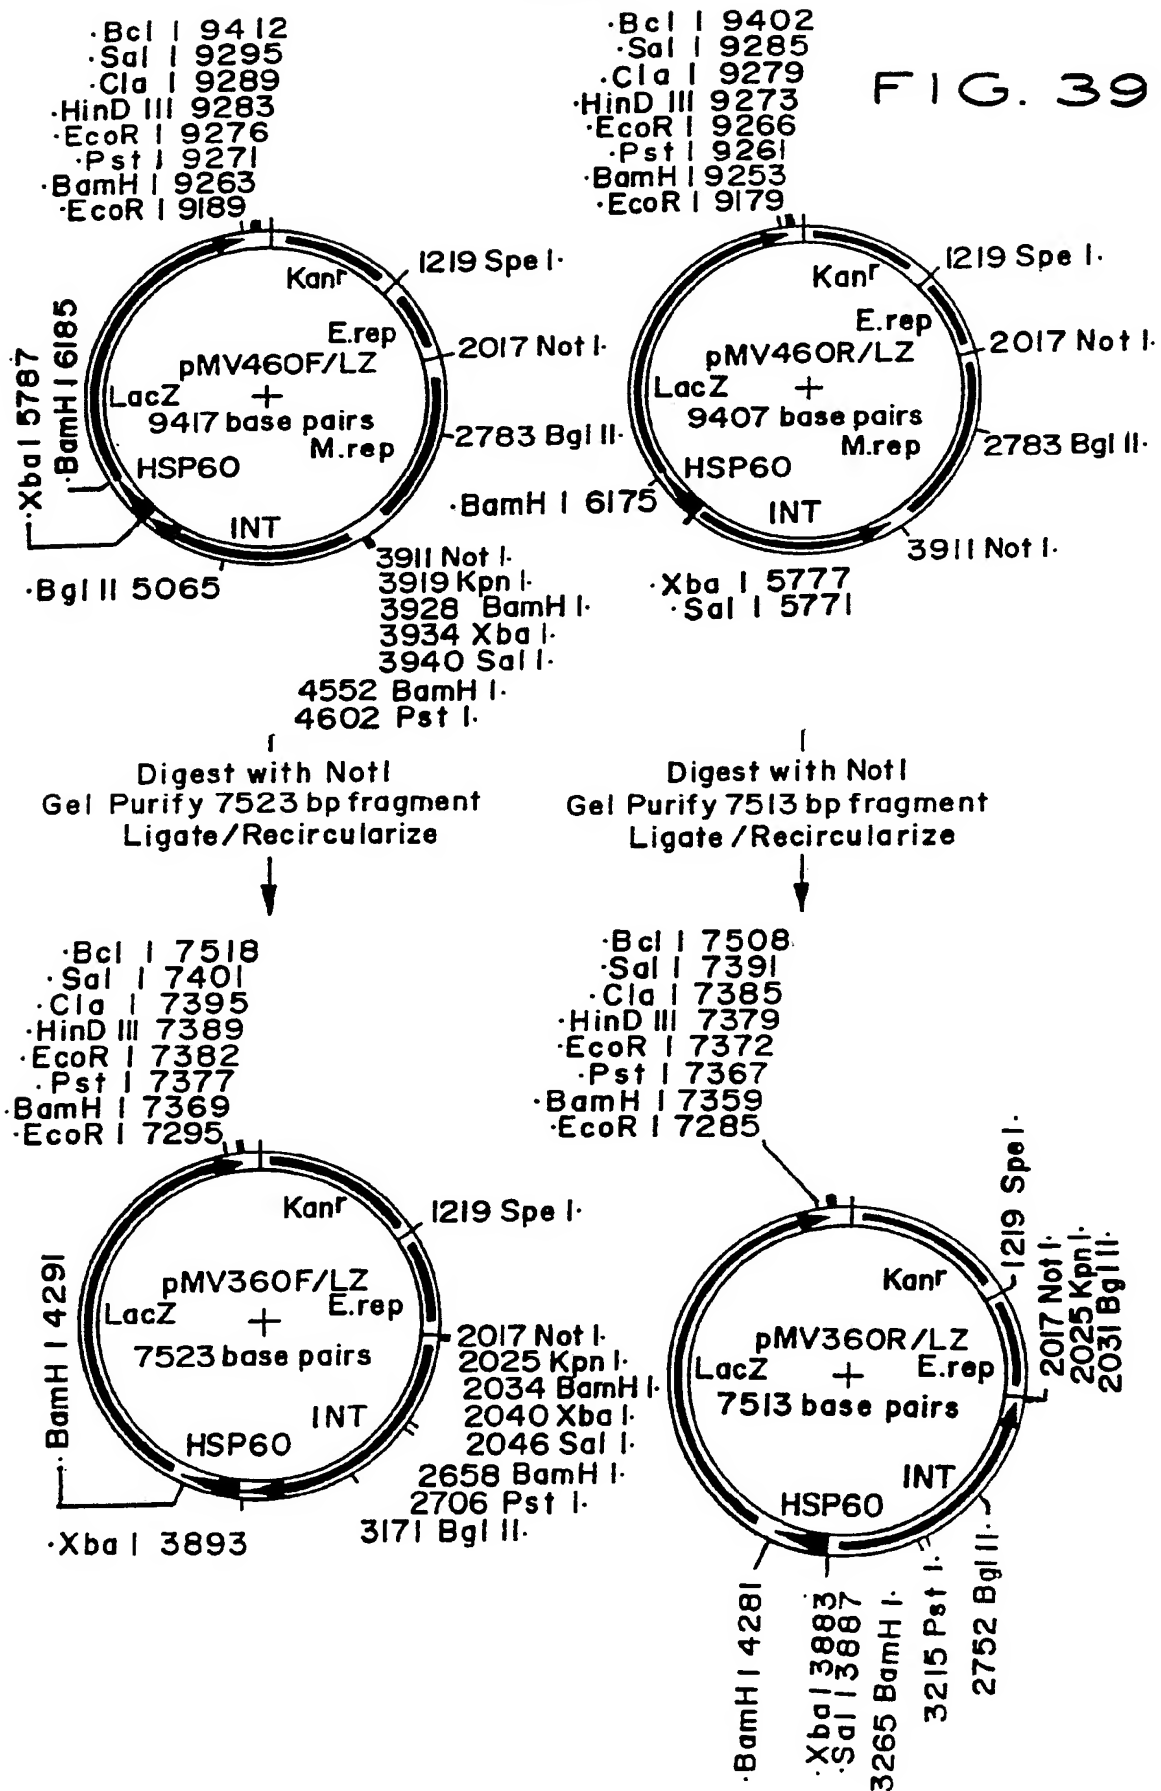 FIG. 39
·Bcl I 9412
·Sal I 9295
·Cla I 9289
·HinD III 9283
·EcoR I 9276
·Pst I 9271
·BamH I 9263
·EcoR I 9189
Kanr
1219 Spe I·
E.rep
2017 Not I·
pMV460F/LZ
LacZ
+
9417 base pairs
M.rep
2783 Bgl II·
HSP60
INT
·Xba I 5787
·BamH I 6185
·Bgl II 5065
3911 Not I·
3919 Kpn I·
3928 BamH I·
3934 Xba I·
3940 Sal I·
4552 BamH I·
4602 Pst I·
·Bcl I 9402
·Sal I 9285
·Cla I 9279
·HinD III 9273
·EcoR I 9266
·Pst I 9261
·BamH I 9253
·EcoR I 9179
Kanr
1219 Spe I·
E.rep
2017 Not I·
pMV460R/LZ
LacZ
+
9407 base pairs
M.rep
2783 Bgl II·
HSP60
·BamH I 6175
INT
3911 Not I·
·Xba I 5777
·Sal I 5771
Digest with NotI
Gel Purify 7523 bp fragment
Ligate/Recircularize
Digest with NotI
Gel Purify 7513 bp fragment
Ligate/Recircularize
·Bcl I 7518
·Sal I 7401
·Cla I 7395
·HinD III 7389
·EcoR I 7382
·Pst I 7377
·BamH I 7369
·EcoR I 7295
Kanr
1219 Spe I·
pMV360F/LZ
E.rep
LacZ
+
7523 base pairs
INT
HSP60
·BamH I 4291
·Xba I 3893
2017 Not I·
2025 Kpn I·
2034 BamH I·
2040 Xba I·
2046 Sal I·
2658 BamH I·
2706 Pst I·
3171 Bgl II·
·Bcl I 7508
·Sal I 7391
·Cla I 7385
·HinD III 7379
·EcoR I 7372
·Pst I 7367
·BamH I 7359
·EcoR I 7285
Kanr
1219 Spe I·
2017 Not I·
2025 Kpn I·
2031 Bgl II·
pMV360R/LZ
LacZ
+
E.rep
7513 base pairs
INT
HSP60
·BamH I 4281
·Xba I 3883
·Sal I 3887
3265 BamH I·
3215 Pst I·
2752 Bgl II·